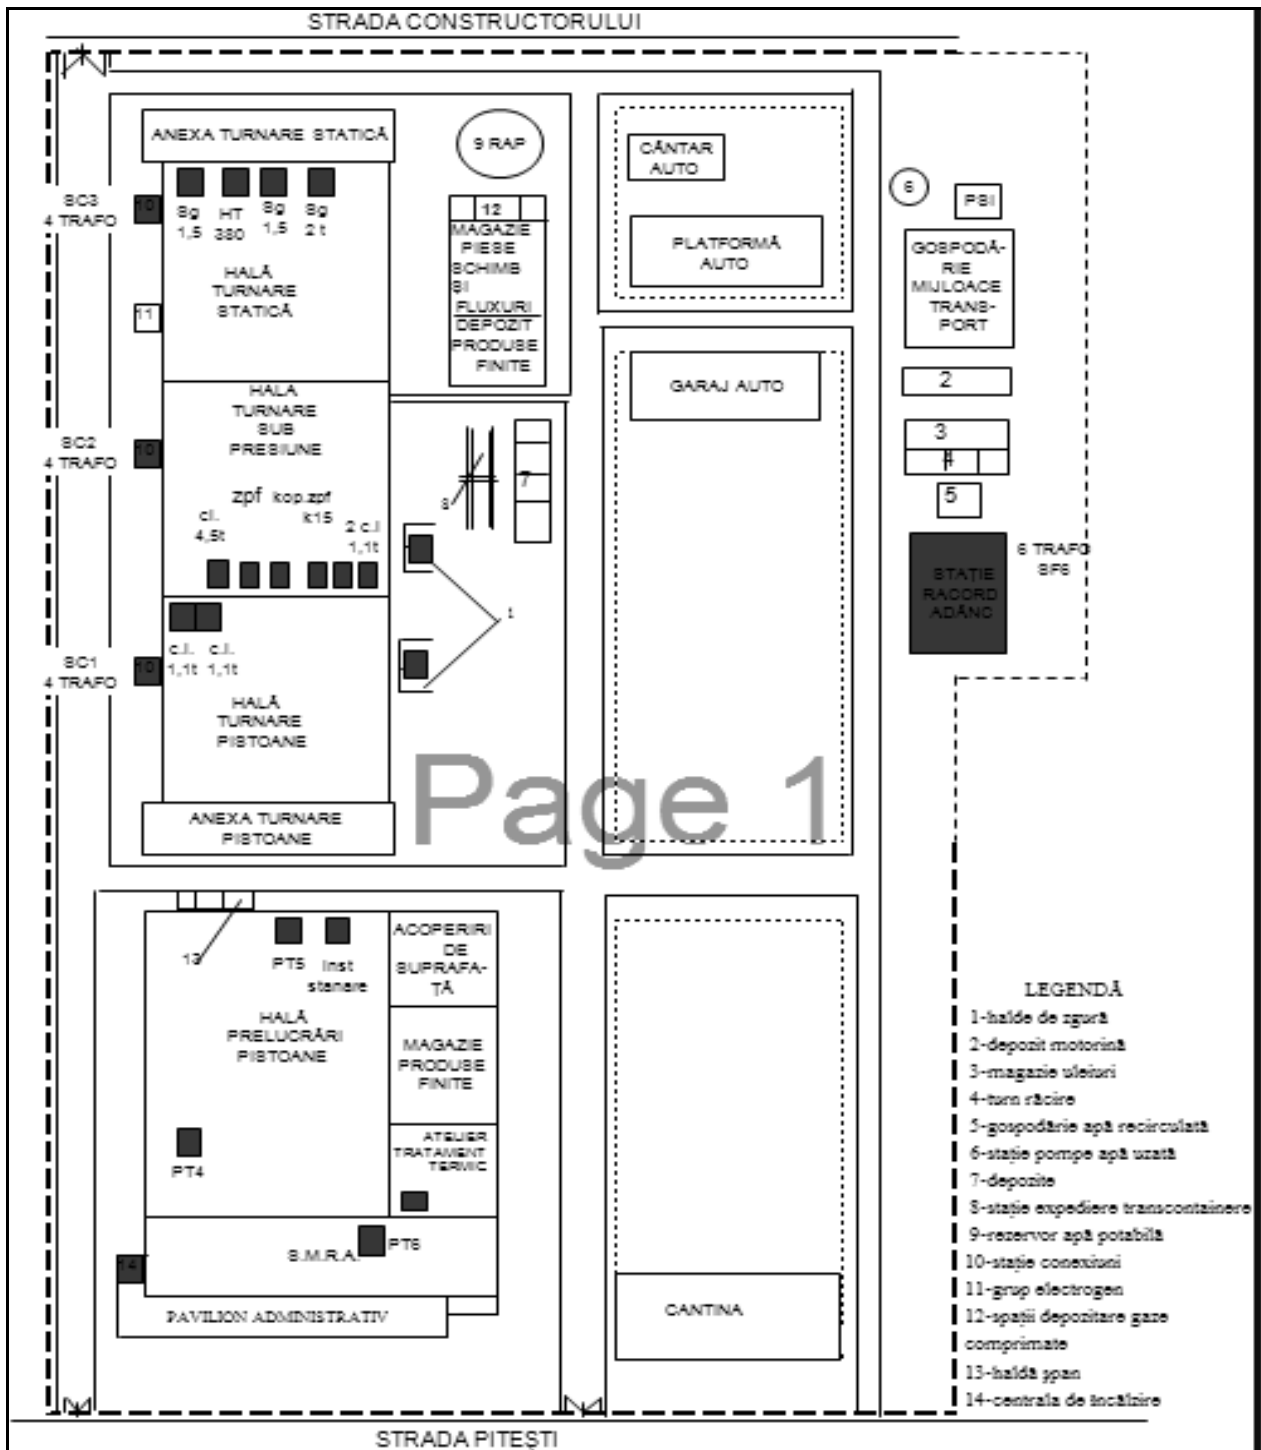 STRADA CONSTRUCTORULUI
ANEXA TURNARE STATICĂ
9 RAP
CÂNTAR
AUTO
6
PSI
SC3
4 TRAFO
10
Sg
1,5
HT
380
Sg
1,5
Sg
2 t
12
MAGAZIE
PIESE
SCHIMB
SI
FLUXURI
DEPOZIT
PRODUSE
FINITE
PLATFORMĂ
AUTO
GOSPODĂ-
RIE
MIJLOACE
TRANS-
PORT
HALĂ
TURNARE
STATICĂ
11
GARAJ AUTO
2
HALA
TURNARE
SUB
PRESIUNE
SC2
4 TRAFO
10
3
4
5
7
8
zpf
kop.zpf
k15
cl.
4,5t
2 c.l
1,1t
6 TRAFO
SF6
STAȚIE
RACORD
ADÂNC
1
SC1
4 TRAFO
10
c.l.
1,1t
c.l.
1,1t
HALĂ
TURNARE
PISTOANE
Page 1
ANEXA TURNARE
PISTOANE
13
PT5
Inst
stanare
ACOPERIRI
DE
SUPRAFA-
ȚĂ
HALĂ
PRELUCRĂRI
PISTOANE
MAGAZIE
PRODUSE
FINITE
PT4
ATELIER
TRATAMENT
TERMIC
S.M.R.A.
PT6
14
PAVILION ADMINISTRATIV
CANTINA
LEGENDĂ
1-halde de zgură
2-depozit motorină
3-magazie uleiuri
4-turn răcire
5-gospodărie apă recirculată
6-stație pompe apă uzată
7-depozite
8-stație expediere transcontainere
9-rezervor apă potabilă
10-stație conexiuni
11-grup electrogen
12-spații depozitare gaze
comprimate
13-haldă șpan
14-centrala de încălzire
STRADA PITEȘTI